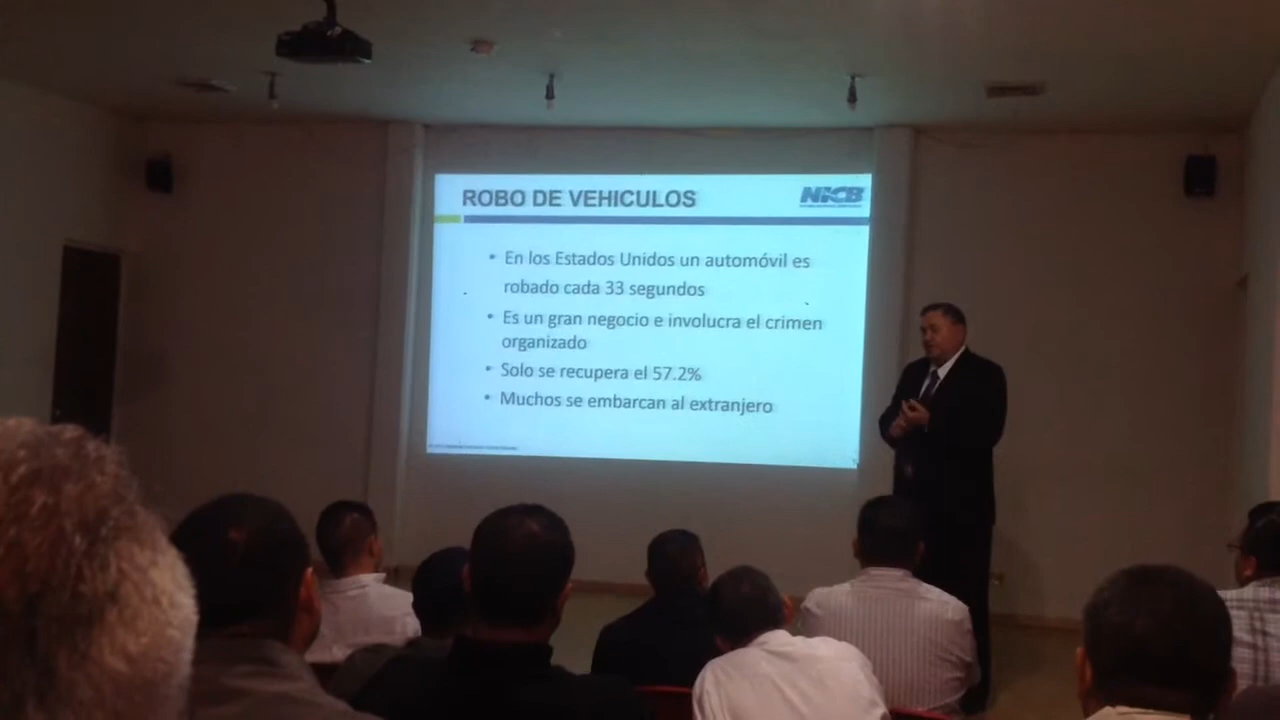 ROBO DE VEHICULOS
NICB
• En los Estados Unidos un automóvil es
robado cada 33 segundos
• Es un gran negocio e involucra el crimen
organizado
• Solo se recupera el 57.2%
• Muchos se embarcan al extranjero